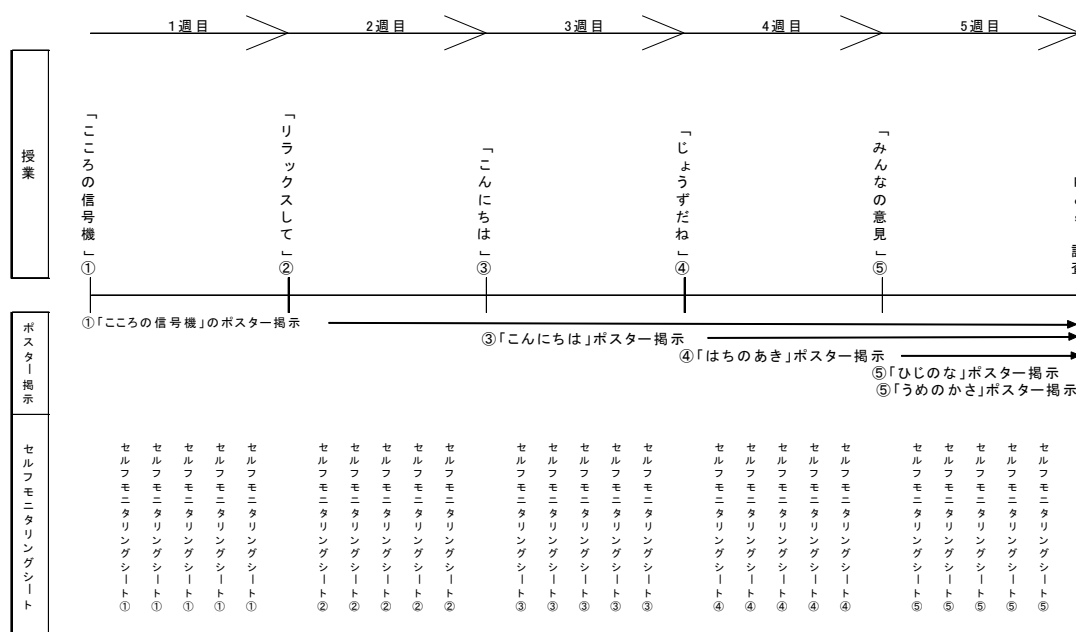 1週目
2週目
3週目
4週目
5週目
授業
「こころの信号機」①
「リラックスして」②
「こんにちは」③
「じょうずだね」④
「みんなの意見」⑤
ポスター掲示
①「こころの信号機」のポスター掲示
③「こんにちは」ポスター掲示
④「はちのあき」ポスター掲示
⑤「ひじのな」ポスター掲示
⑤「うめのかさ」ポスター掲示
セルフモニタリングシート
セルフモニタリングシート①
セルフモニタリングシート①
セルフモニタリングシート①
セルフモニタリングシート①
セルフモニタリングシート①
セルフモニタリングシート②
セルフモニタリングシート②
セルフモニタリングシート②
セルフモニタリングシート②
セルフモニタリングシート②
セルフモニタリングシート③
セルフモニタリングシート③
セルフモニタリングシート③
セルフモニタリングシート③
セルフモニタリングシート③
セルフモニタリングシート④
セルフモニタリングシート④
セルフモニタリングシート④
セルフモニタリングシート④
セルフモニタリングシート④
セルフモニタリングシート⑤
セルフモニタリングシート⑤
セルフモニタリングシート⑤
セルフモニタリングシート⑤
セルフモニタリングシート⑤